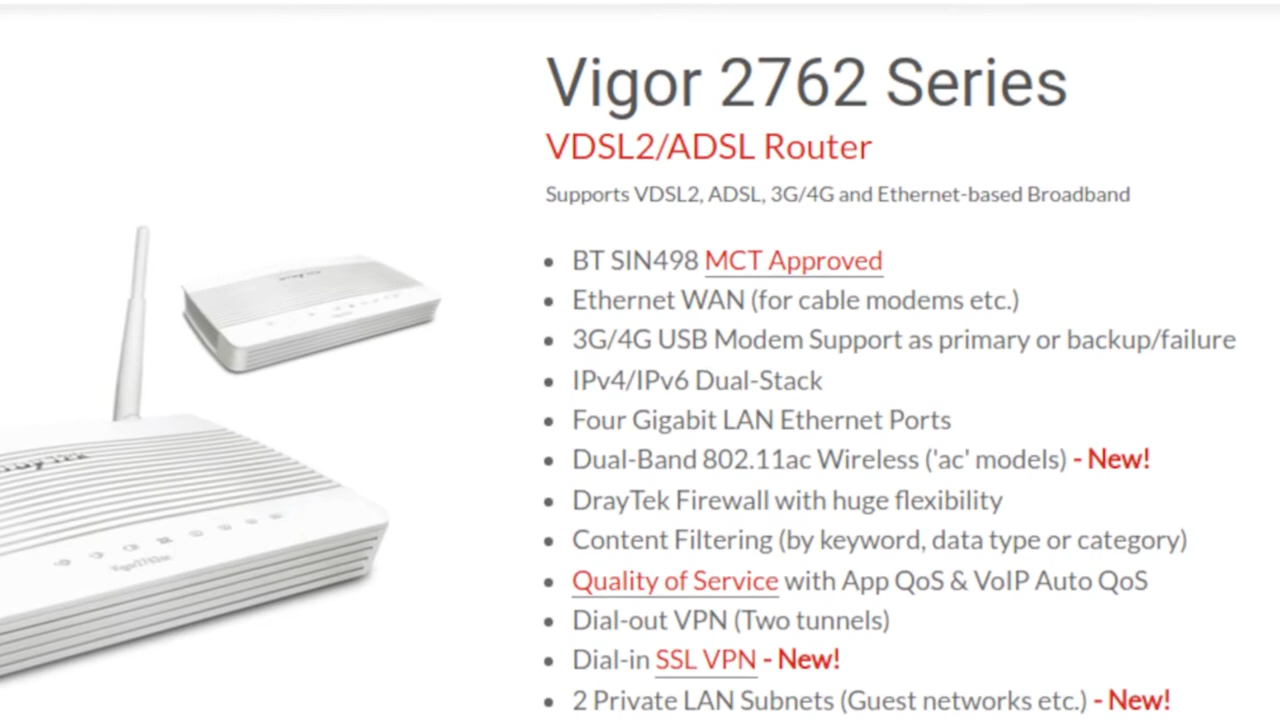 Vigor 2762 Series
VDSL2/ADSL Router
Supports VDSL2, ADSL, 3G/4G and Ethernet-based Broadband
BT SIN498 MCT Approved
Ethernet WAN (for cable modems etc.)
3G/4G USB Modem Support as primary or backup/failure
IPv4/IPv6 Dual-Stack
Four Gigabit LAN Ethernet Ports
Dual-Band 802.11ac Wireless ('ac' models) - New!
DrayTek Firewall with huge flexibility
Content Filtering (by keyword, data type or category)
Quality of Service with App QoS & VoIP Auto QoS
Dial-out VPN (Two tunnels)
Dial-in SSL VPN - New!
2 Private LAN Subnets (Guest networks etc.) - New!